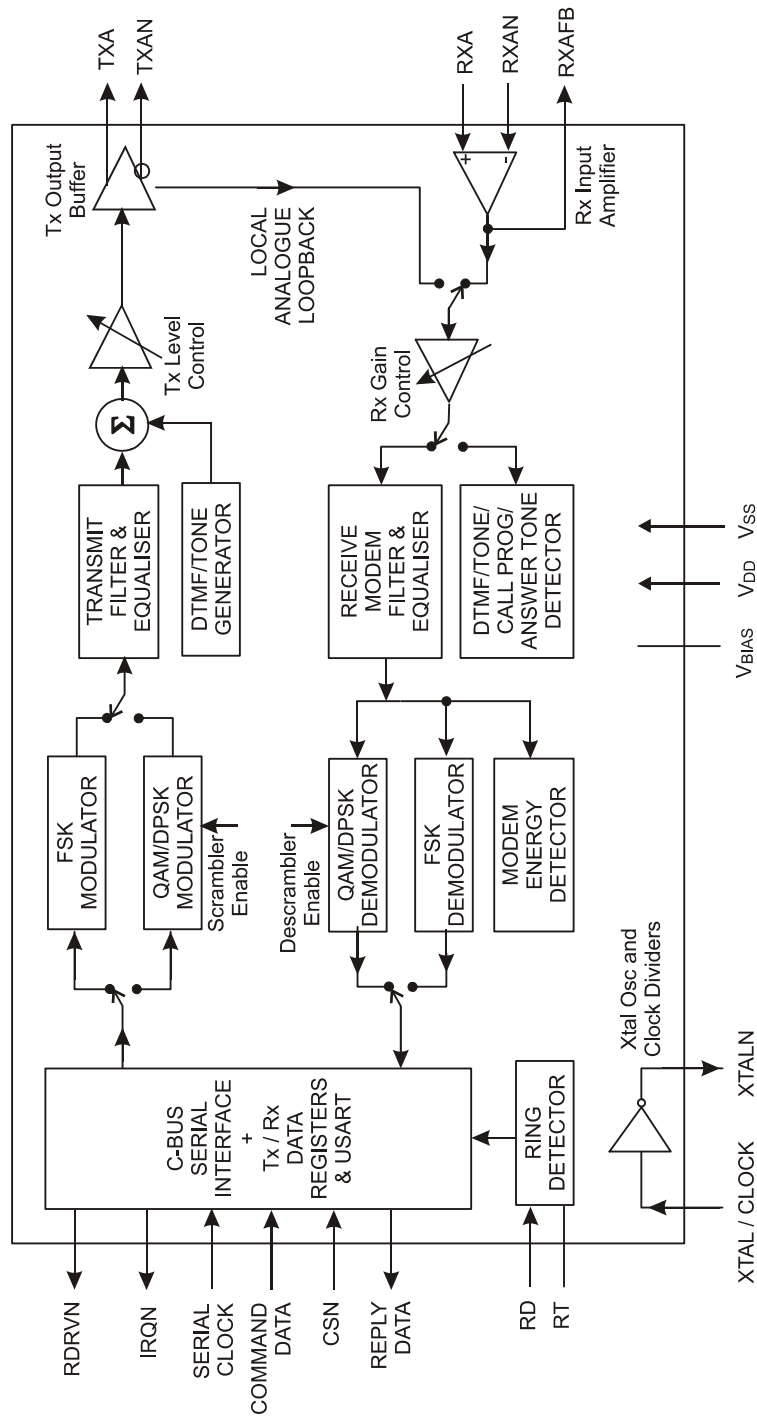 RDRVN
IRQN
SERIAL
CLOCK
COMMAND
DATA
CSN
REPLY
DATA
RD
RT
C-BUS
SERIAL
INTERFACE
+
Tx / Rx
DATA
REGISTERS
& USART
RING
DETECTOR
FSK
MODULATOR
QAM/DPSK
MODULATOR
Scrambler
Enable
Descrambler
Enable
QAM/DPSK
DEMODULATOR
FSK
DEMODULATOR
MODEM
ENERGY
DETECTOR
TRANSMIT
FILTER &
EQUALISER
DTMF/TONE
GENERATOR
RECEIVE
MODEM
FILTER &
EQUALISER
DTMF/TONE/
CALL PROG/
ANSWER TONE
DETECTOR
Σ
Tx Level
Control
Rx Gain
Control
Tx Output
Buffer
LOCAL
ANALOGUE
LOOPBACK
+
-
Rx Input
Amplifier
TXA
TXAN
RXA
RXAN
RXAFB
Xtal Osc and
Clock Dividers
XTAL / CLOCK
XTALN
VBIAS
VDD
VSS